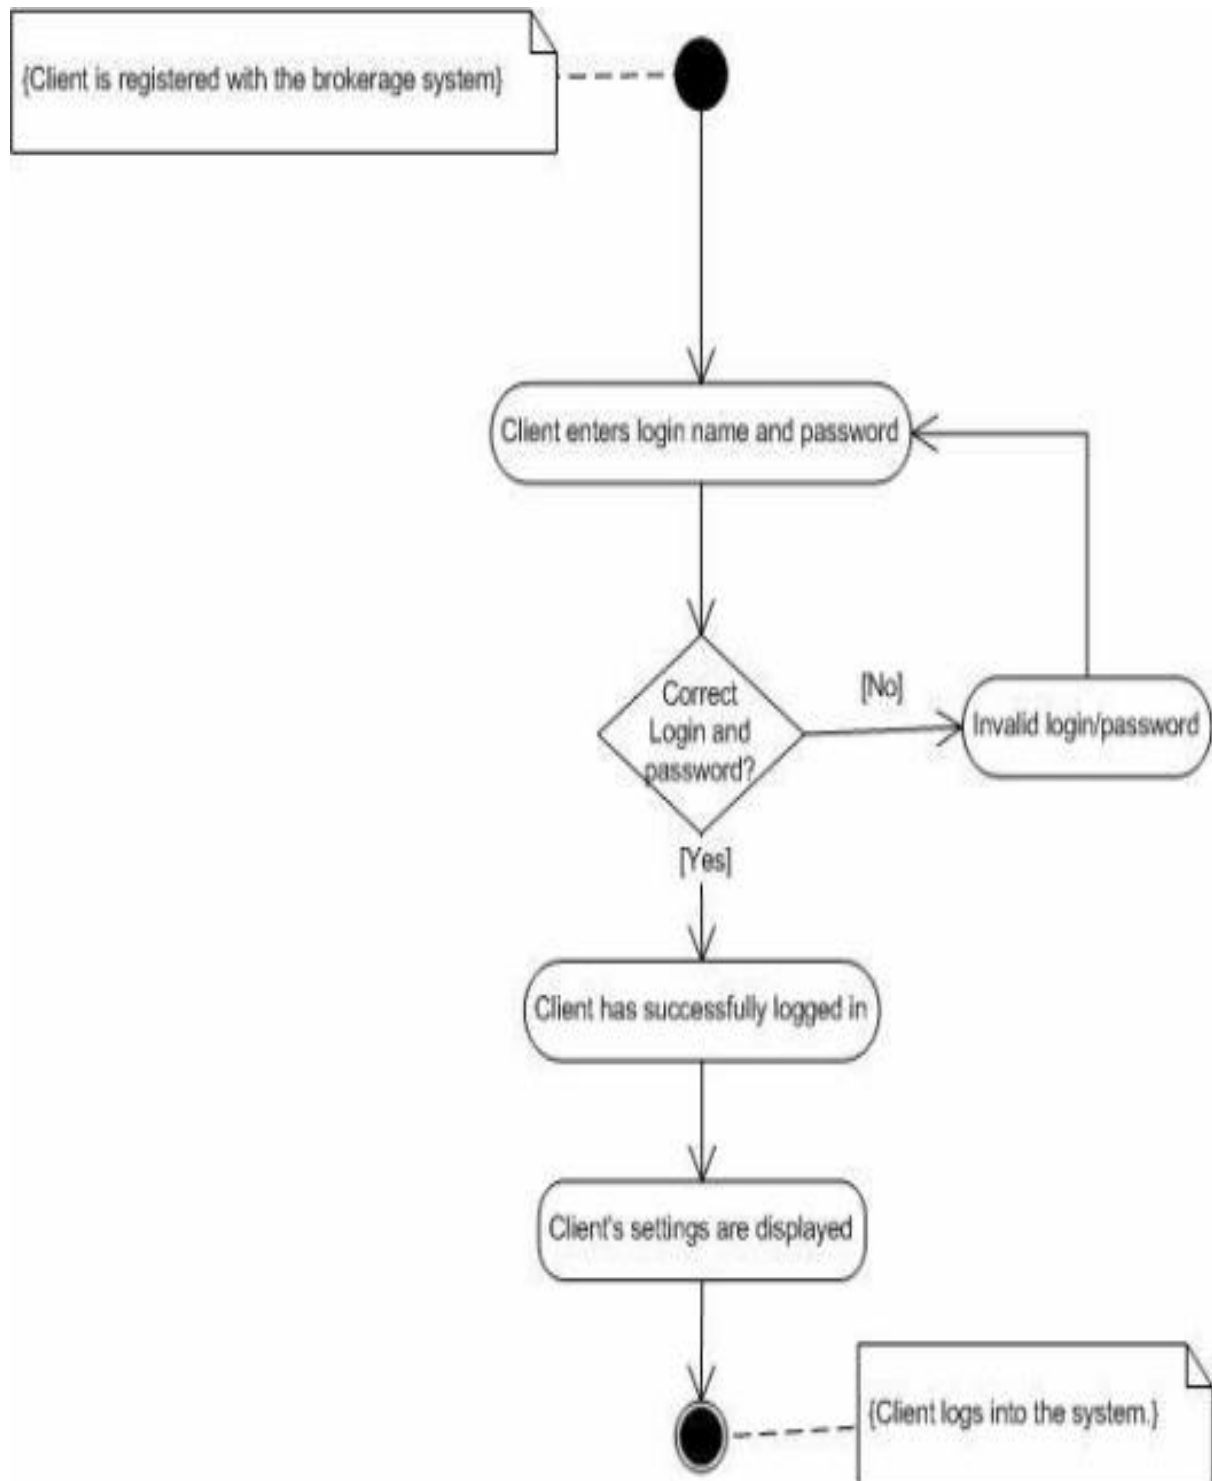 {Client is registered with the brokerage system}
Client enters login name and password
Correct
Login and
password?
[No]
Invalid login/password
[Yes]
Client has successfully logged in
Client's settings are displayed
{Client logs into the system.}